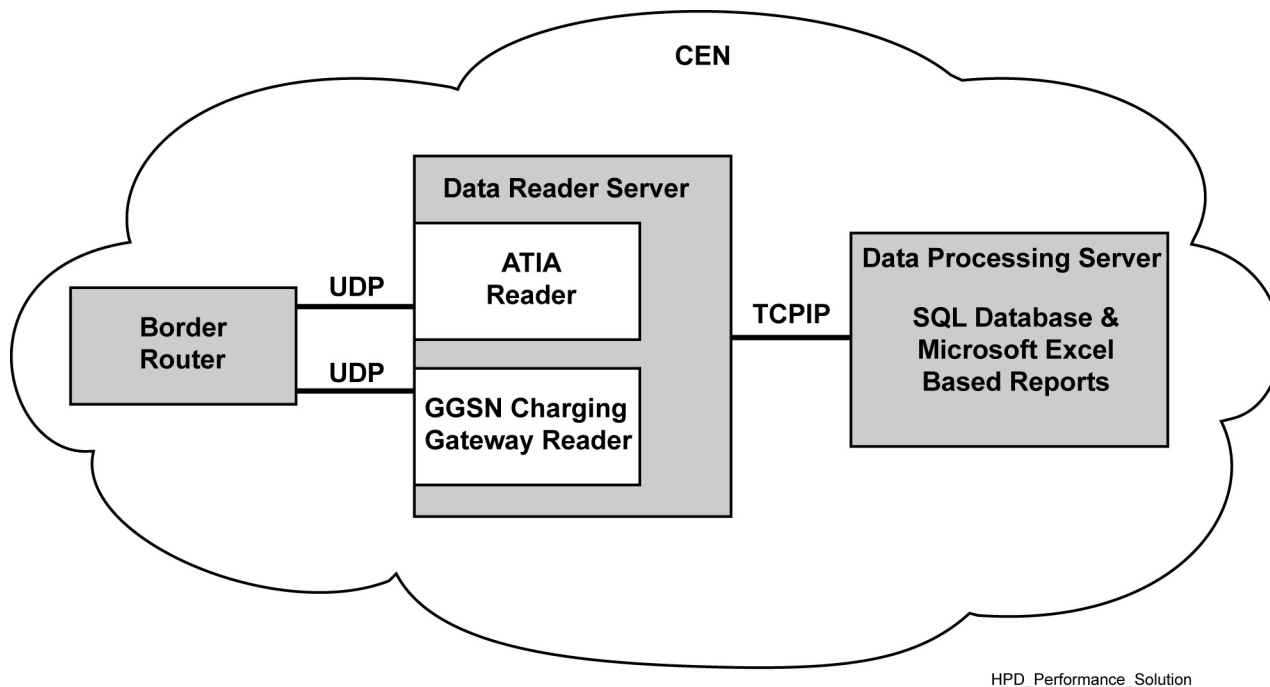 CEN
Data Reader Server
ATIA
Reader
UDP
Border
Router
UDP
GGSN Charging
Gateway Reader
TCPIP
Data Processing Server
SQL Database &
Microsoft Excel
Based Reports
HPD_Performance_Solution